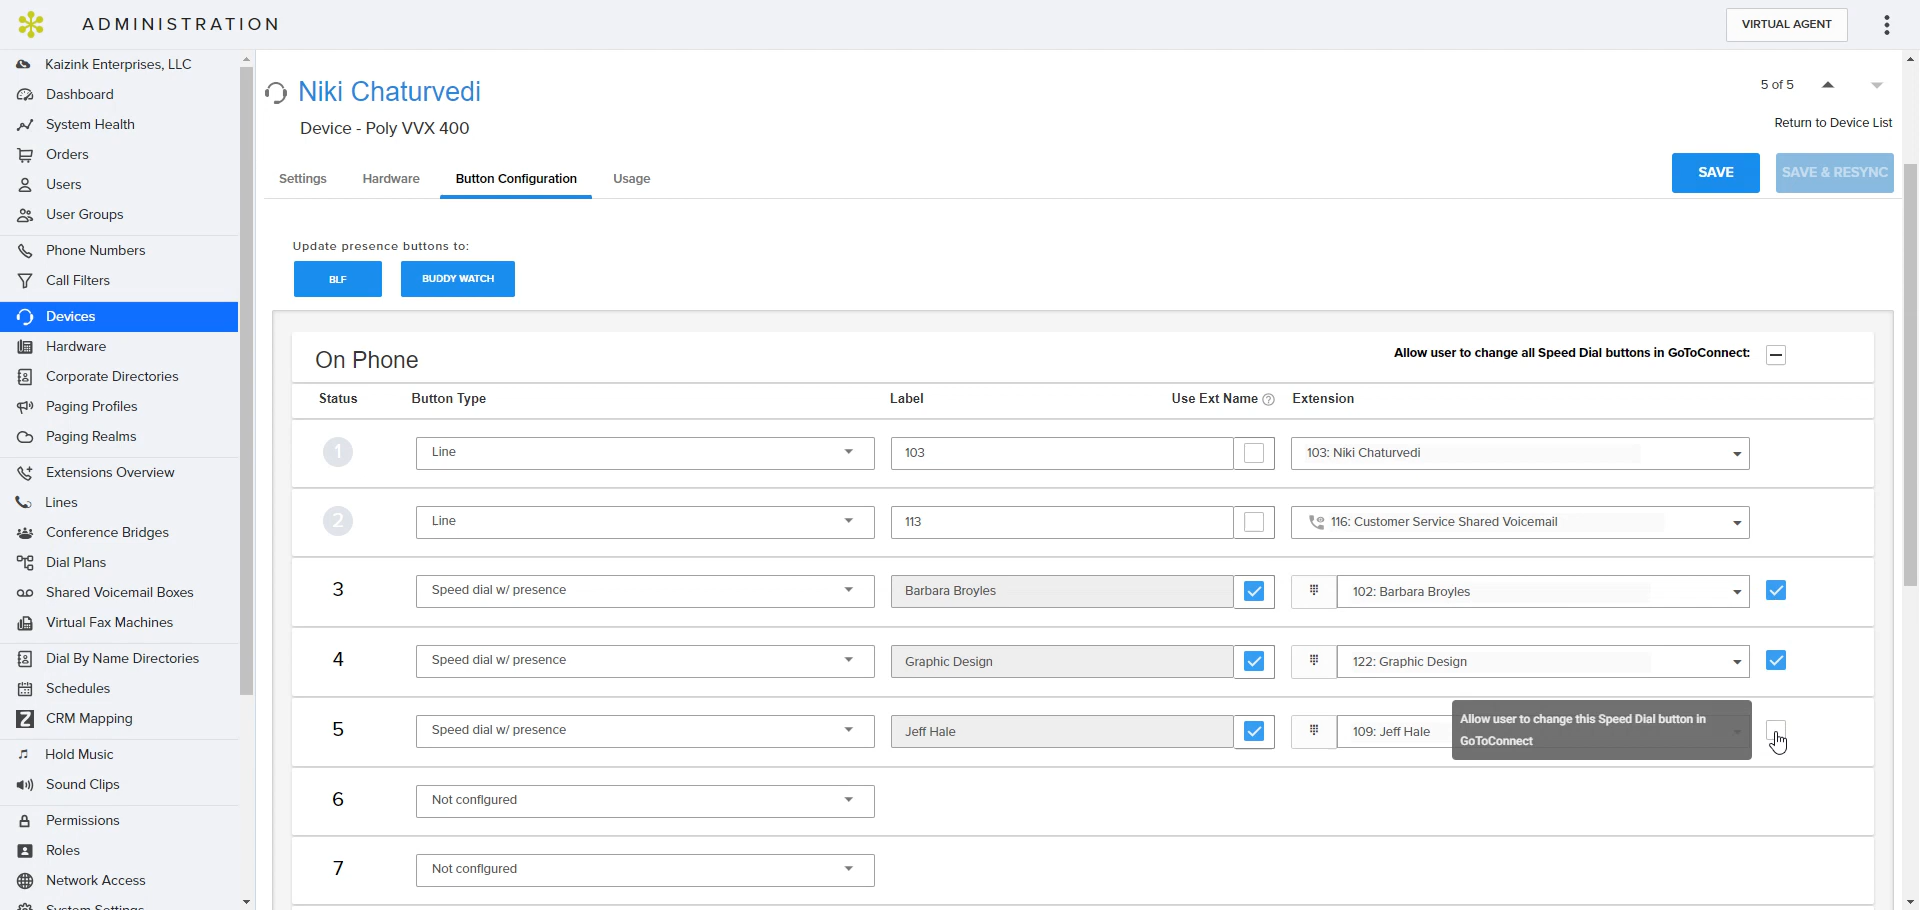 ADMINISTRATION
VIRTUAL AGENT
Kaizink Enterprises, LLC
Dashboard
System Health
Orders
Users
User Groups
Phone Numbers
Call Filters
Devices
Hardware
Corporate Directories
Paging Profiles
Paging Realms
Extensions Overview
Lines
Conference Bridges
Dial Plans
Shared Voicemail Boxes
Virtual Fax Machines
Dial By Name Directories
Schedules
CRM Mapping
Hold Music
Sound Clips
Permissions
Roles
Network Access
System Settings
Niki Chaturvedi
Device - Poly VVX 400
5 of 5
Return to Device List
Settings Hardware Button Configuration Usage
SAVE SAVE & RESYNC
Update presence buttons to:
BLF BUDDY WATCH
On Phone
Allow user to change all Speed Dial buttons in GoToConnect:
Status Button Type Label Use Ext Name ? Extension
1 Line 103 103: Niki Chaturvedi
2 Line 113 116: Customer Service Shared Voicemail
3 Speed dial w/ presence Barbara Broyles 102: Barbara Broyles
4 Speed dial w/ presence Graphic Design 122: Graphic Design
5 Speed dial w/ presence Jeff Hale 109: Jeff Hale
Allow user to change this Speed Dial button in
GoToConnect
6 Not configured
7 Not configured